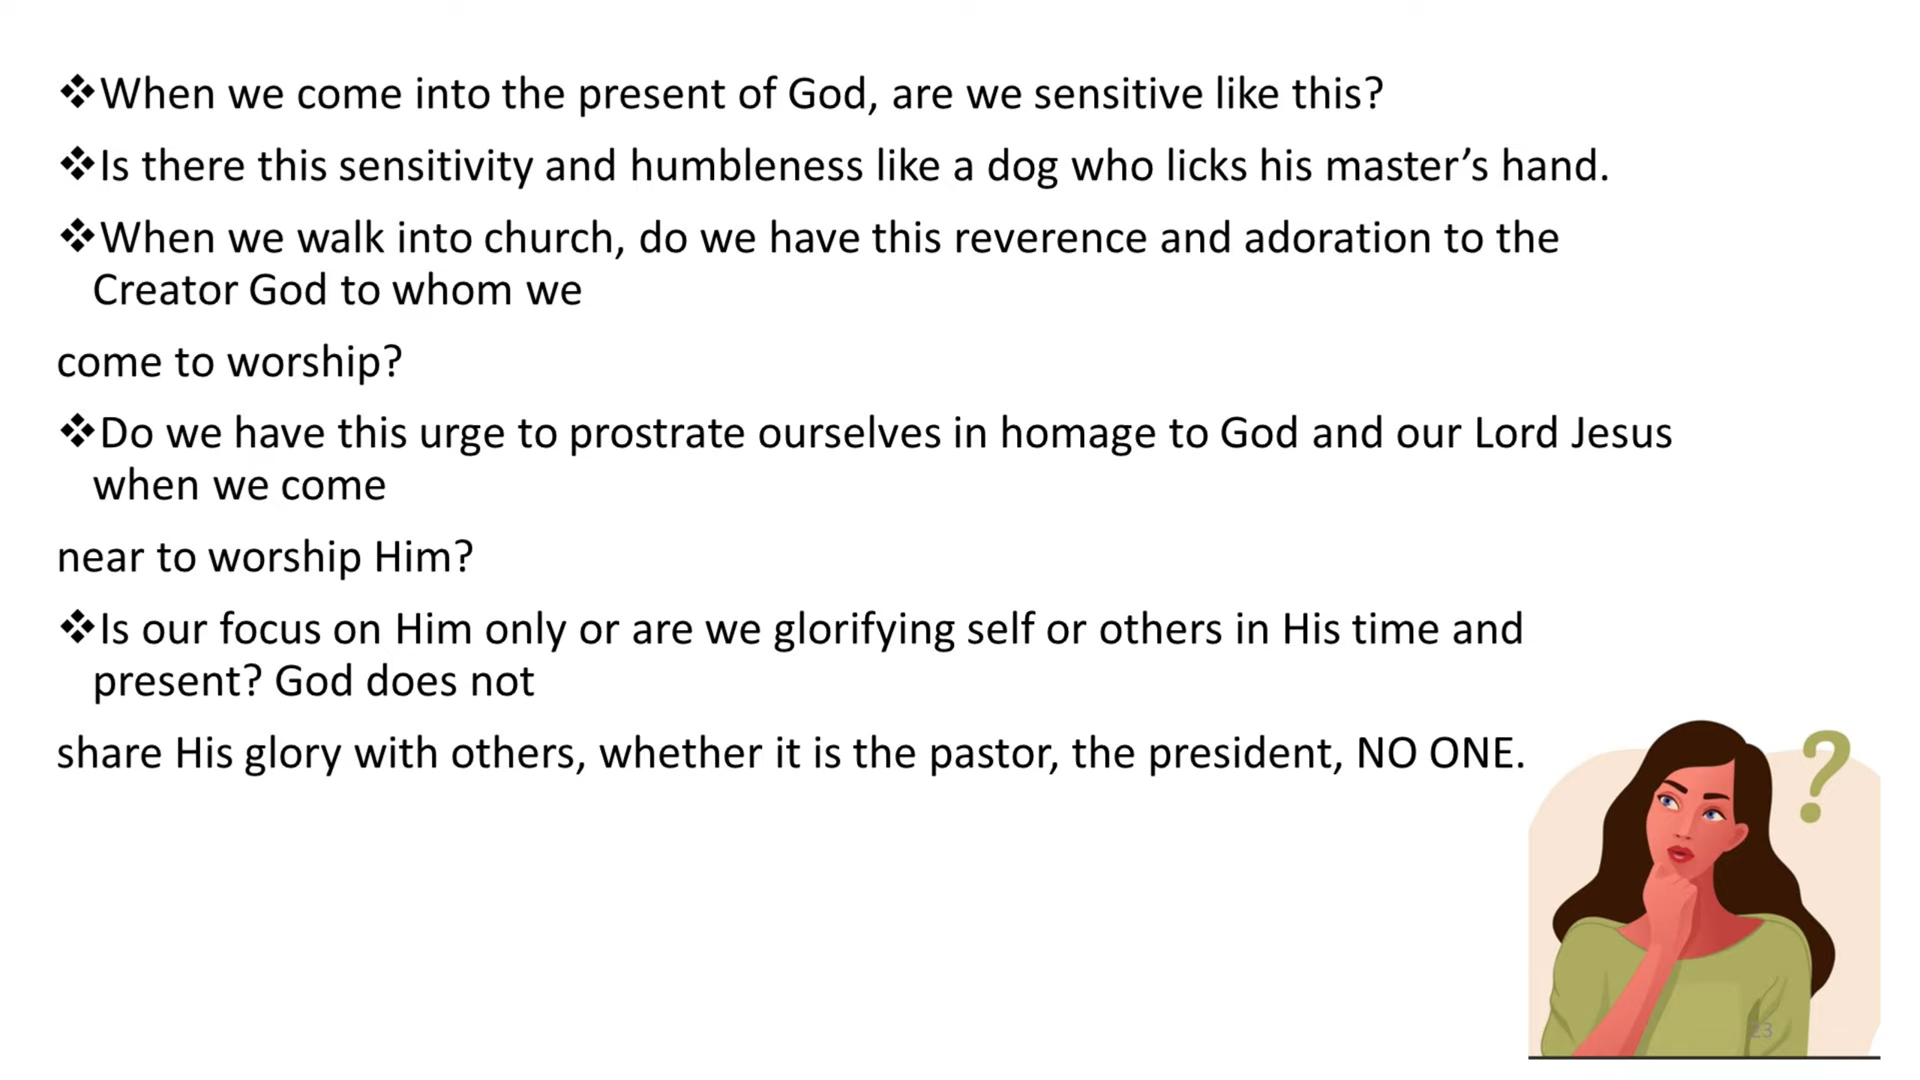 ❖When we come into the present of God, are we sensitive like this?
❖Is there this sensitivity and humbleness like a dog who licks his master’s hand.
❖When we walk into church, do we have this reverence and adoration to the
Creator God to whom we
come to worship?
❖Do we have this urge to prostrate ourselves in homage to God and our Lord Jesus
when we come
near to worship Him?
❖Is our focus on Him only or are we glorifying self or others in His time and
present? God does not
share His glory with others, whether it is the pastor, the president, NO ONE.
?
23